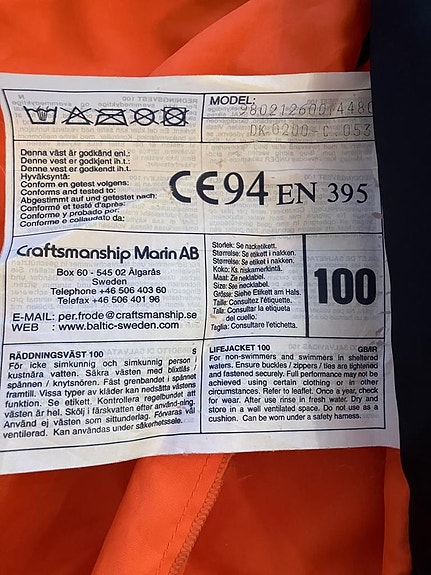 MODEL:
DK-0200-C
Denna väst är godkänd enl.:
Denne vest er godkjent iht.:
Denne vest er godkendt iht.:
Hyväksynta:
Conform en getest volgens:
Conforms and tested to:
Abgestimmt auf und getestet nach:
Conformé et testé d'après:
Conforme y probado por:
Conforme e collaudato da:
CE94 EN 395
Craftsmanship Marin AB
Box 60 - 545 02 Älgarås
Sweden
Telephone +46 506 403 60
Telefax +46 506 401 96
E-MAIL: per.frode@craftsmanship.se
WEB : www.baltic-sweden.com
Storlek: Se nacketikett.
Størrelse: Se etikett i nakken.
Størrelse: Se etiket i nakken.
Koko: Ks. niskamerkintä.
Maat: Zie neklabel.
Size: See necklabel.
Grösse: Siehe Etikett am Hals.
Taille: Consultez l'étiquette.
Talla: Consultar la etiqueta
del cuello.
Taglia: Consultare l'etichetta.
100
RÄDDNINGSVÄST 100 S
För icke simkunnig och simkunnig person i
kustnära vatten. Säkra västen med blixtlås /
spännen / knytsnören. Fäst grenbandet i spännet
framtill. Vissa typer av kläder kan nedsätta västens
funktion. Se etikett. Kontrollera regelbundet att
västen är hel. Skölj i färskvatten efter använd-ning.
Använd ej västen som sittunderlag. Förvaras väl
ventilerad. Kan användas under säkerhetssele.
LIFEJACKET 100 GB/IR
For non-swimmers and swimmers in sheltered
waters. Ensure buckles / zippers / ties are tightened
and fastened securely. Full performance may not be
achieved using certain clothing or in other
circumstances. Refer to leaflet. Once a year, check
for wear. After use rinse in fresh water. Dry and
store in a well ventilated space. Do not use as a
cushion. Can be worn under a safety harness.